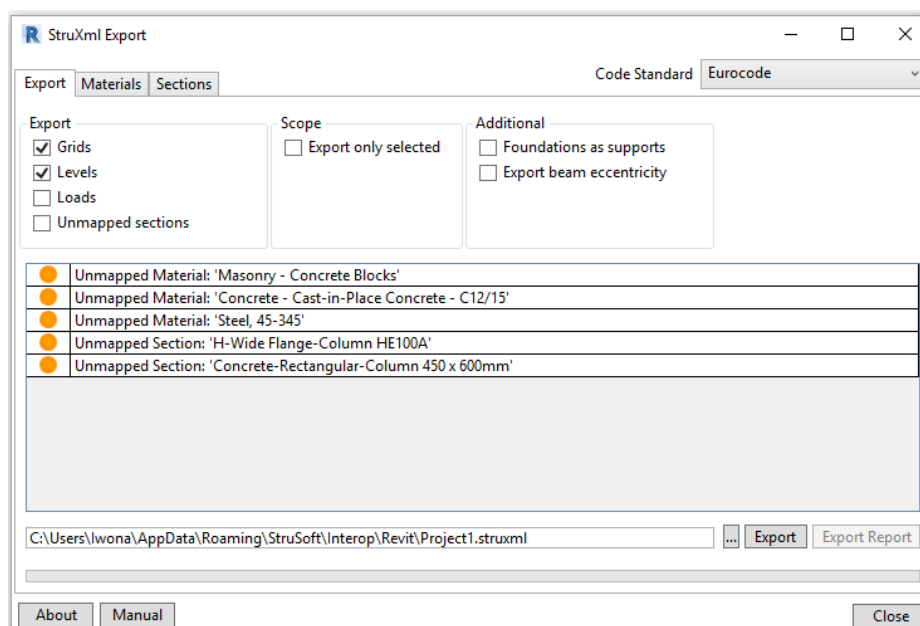 StruXml Export
Export Materials Sections
Code Standard Eurocode
Export
Grids
Levels
Loads
Unmapped sections
Scope
Export only selected
Additional
Foundations as supports
Export beam eccentricity
Unmapped Material: 'Masonry - Concrete Blocks'
Unmapped Material: 'Concrete - Cast-in-Place Concrete - C12/15'
Unmapped Material: 'Steel, 45-345'
Unmapped Section: 'H-Wide Flange-Column HE100A'
Unmapped Section: 'Concrete-Rectangular-Column 450 x 600mm'
C:\Users\Iwona\AppData\Roaming\StruSoft\Interop\Revit\Project1.struxml ... Export Export Report
About Manual Close